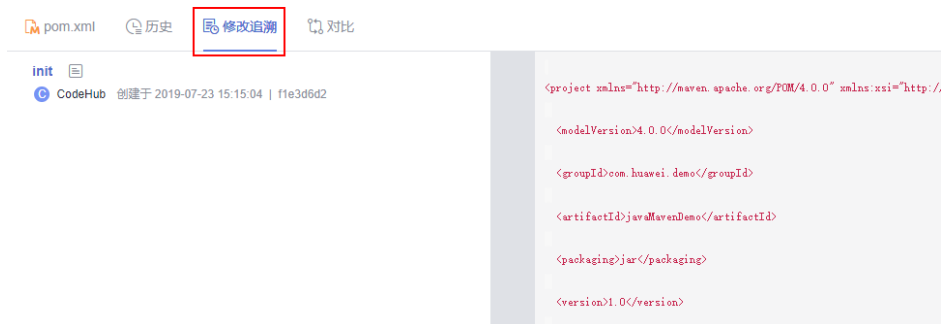 pom.xml 历史 修改追溯 对比
init
C CodeHub 创建于 2019-07-23 15:15:04 | f1e3d6d2
<project xmlns="http://maven.apache.org/POM/4.0.0" xmlns:xsi="http:/
<modelVersion>4.0.0</modelVersion>
<groupId>com.huawei.demo</groupId>
<artifactId>javaMavenDemo</artifactId>
<packaging>jar</packaging>
<version>1.0</version>